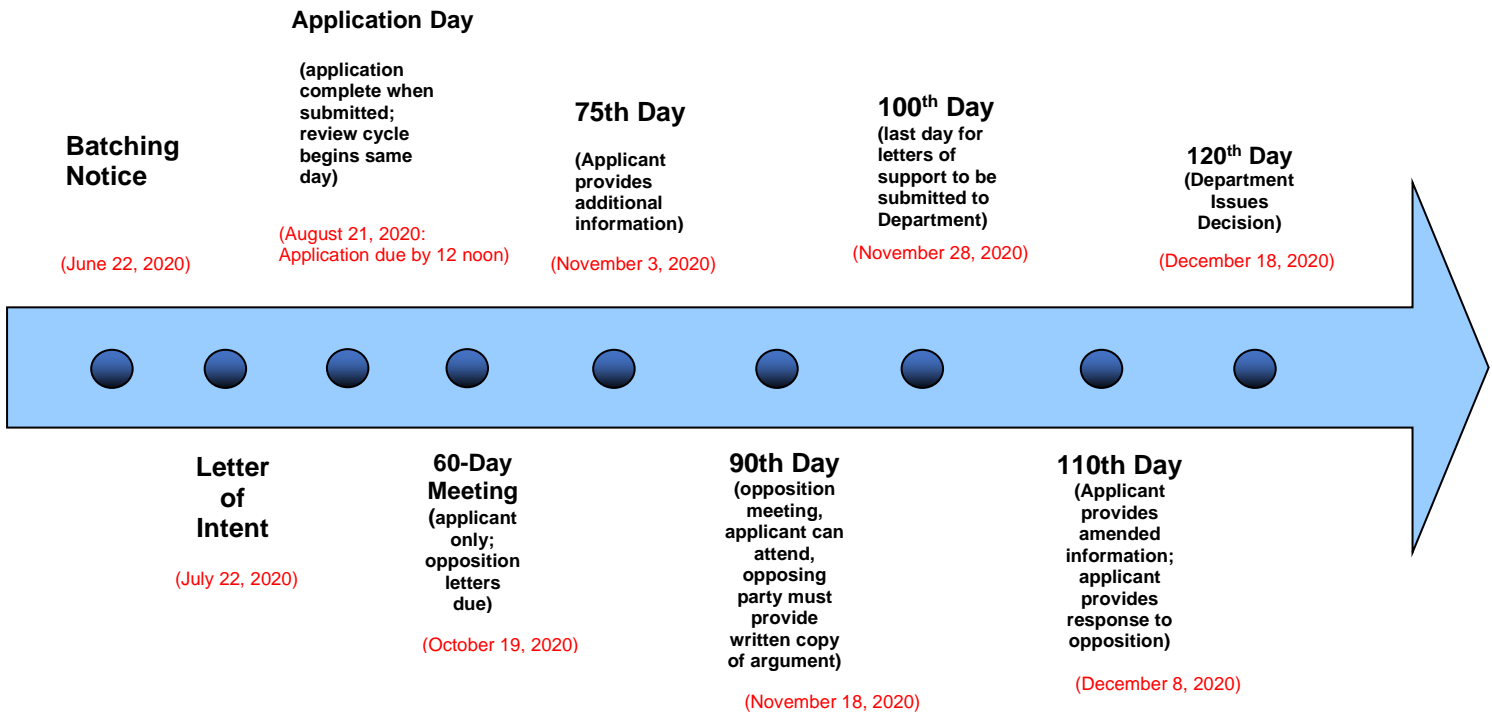 Batching
Notice
(June 22, 2020)
Letter
of
Intent
(July 22, 2020)
Application Day
(application
complete when
submitted;
review cycle
begins same
day)
(August 21, 2020:
Application due by 12 noon)
60-Day
Meeting
(applicant
only;
opposition
letters
due)
(October 19, 2020)
75th Day
(Applicant
provides
additional
information)
(November 3, 2020)
90th Day
(opposition
meeting,
applicant can
attend,
opposing
party must
provide
written copy
of argument)
(November 18, 2020)
100th Day
(last day for
letters of
support to be
submitted to
Department)
(November 28, 2020)
110th Day
(Applicant
provides
amended
information;
applicant
provides
response to
opposition)
(December 8, 2020)
120th Day
(Department
Issues
Decision)
(December 18, 2020)